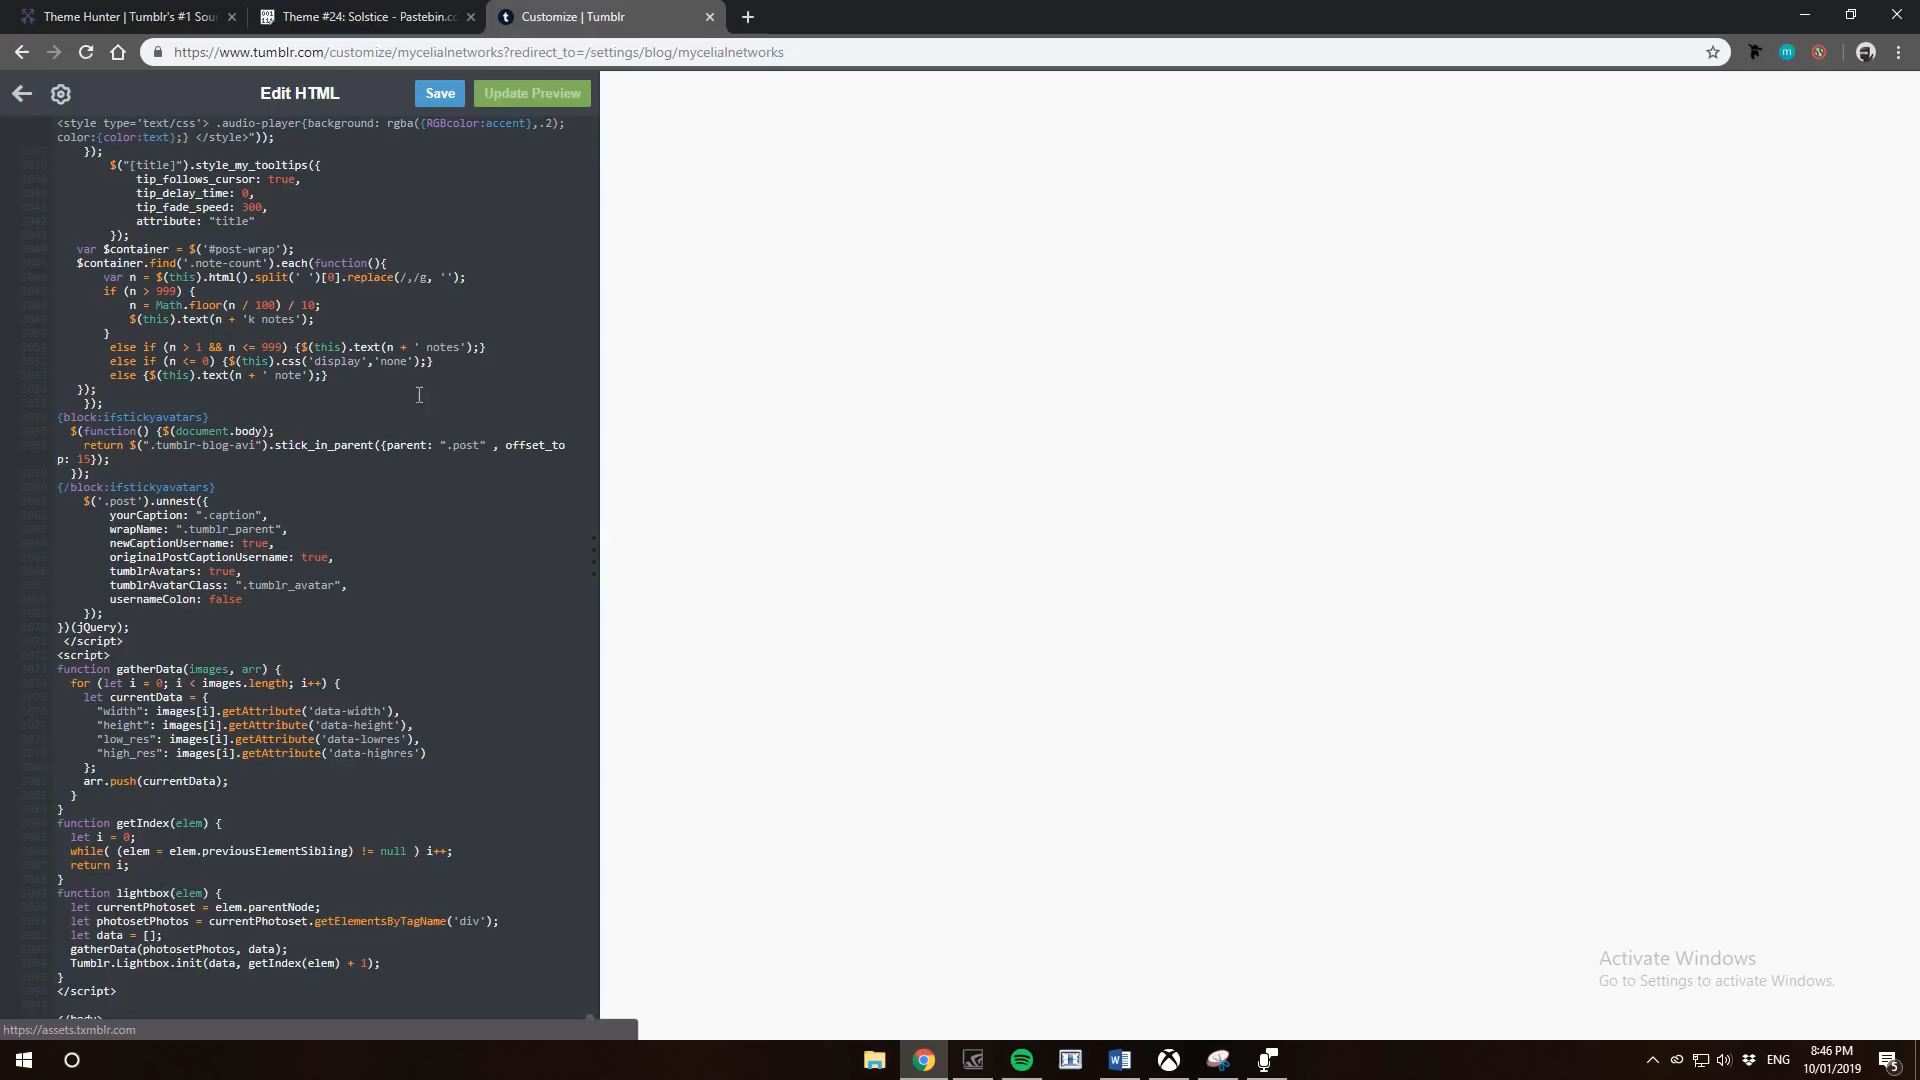 Theme Hunter | Tumblr's #1 Sour
Theme #24: Solstice - Pastebin.co
Customize | Tumblr
https://www.tumblr.com/customize/mycelialnetworks?redirect_to=/settings/blog/mycelialnetworks
Edit HTML
Save
Update Preview
<style type='text/css'> .audio-player{background: rgba({RGBcolor:accent},.2);
color:{color:text};} </style>"));
});
$("[title]").style_my_tooltips({
tip_follows_cursor: true,
tip_delay_time: 0,
tip_fade_speed: 300,
attribute: "title"
});
var $container = $('#post-wrap');
$container.find('.note-count').each(function(){
var n = $(this).html().split(' ')[0].replace(/,/g, '');
if (n > 999) {
n = Math.floor(n / 100) / 10;
$(this).text(n + 'k notes');
}
else if (n > 1 && n <= 999) {$(this).text(n + ' notes');}
else if (n <= 0) {$(this).css('display','none');}
else {$(this).text(n + ' note');}
});
});
{block:ifstickyavatars}
$(function() {$(document.body);
return $(".tumblr-blog-avi").stick_in_parent({parent: ".post" , offset_to
p: 15});
});
{/block:ifstickyavatars}
$('.post').unnest({
yourCaption: ".caption",
wrapName: ".tumblr_parent",
newCaptionUsername: true,
originalPostCaptionUsername: true,
tumblrAvatars: true,
tumblrAvatarClass: ".tumblr_avatar",
usernameColon: false
});
})(jQuery);
</script>
<script>
function gatherData(images, arr) {
for (let i = 0; i < images.length; i++) {
let currentData = {
"width": images[i].getAttribute('data-width'),
"height": images[i].getAttribute('data-height'),
"low_res": images[i].getAttribute('data-lowres'),
"high_res": images[i].getAttribute('data-highres')
};
arr.push(currentData);
}
}
function getIndex(elem) {
let i = 0;
while( (elem = elem.previousElementSibling) != null ) i++;
return i;
}
function lightbox(elem) {
let currentPhotoset = elem.parentNode;
let photosetPhotos = currentPhotoset.getElementsByTagName('div');
let data = [];
gatherData(photosetPhotos, data);
Tumblr.Lightbox.init(data, getIndex(elem) + 1);
}
</script>
</body>
https://assets.txmblr.com
Activate Windows
Go to Settings to activate Windows.
ENG
8:46 PM
10/01/2019
5